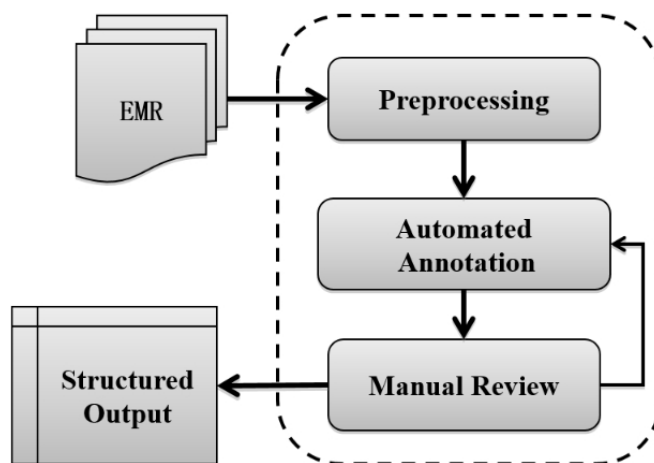 EMR
Preprocessing
Automated
Annotation
Manual Review
Structured
Output